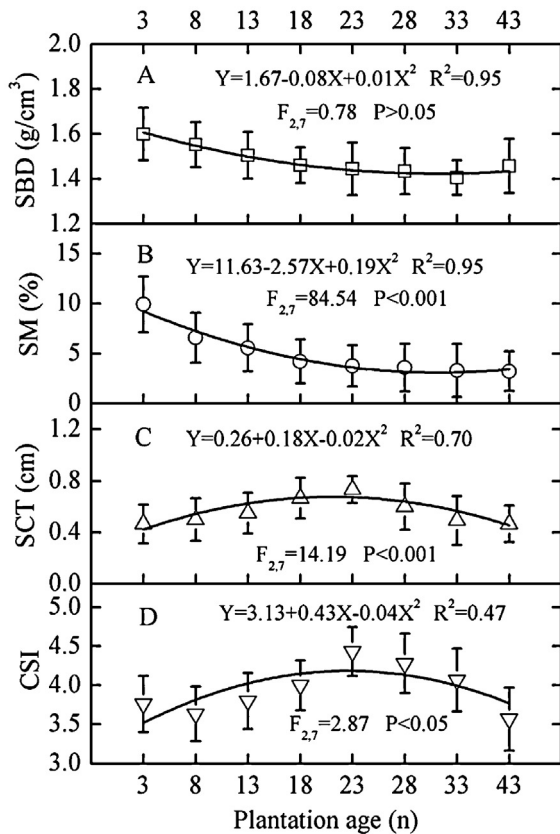 3 8 13 18 23 28 33 43
2.0
A Y=1.67-0.08X+0.01X² R²=0.95
F2,7=0.78 P>0.05
1.8
1.6
1.4
1.2
SBD (g/cm³)
B Y=11.63-2.57X+0.19X² R²=0.95
F2,7=84.54 P<0.001
15
10
5
0
SM (%)
C Y=0.26+0.18X-0.02X² R²=0.70
F2,7=14.19 P<0.001
1.2
0.8
0.4
0.0
SCT (cm)
D Y=3.13+0.43X-0.04X² R²=0.47
F2,7=2.87 P<0.05
5.0
4.5
4.0
3.5
3.0
CSI
3 8 13 18 23 28 33 43
Plantation age (n)